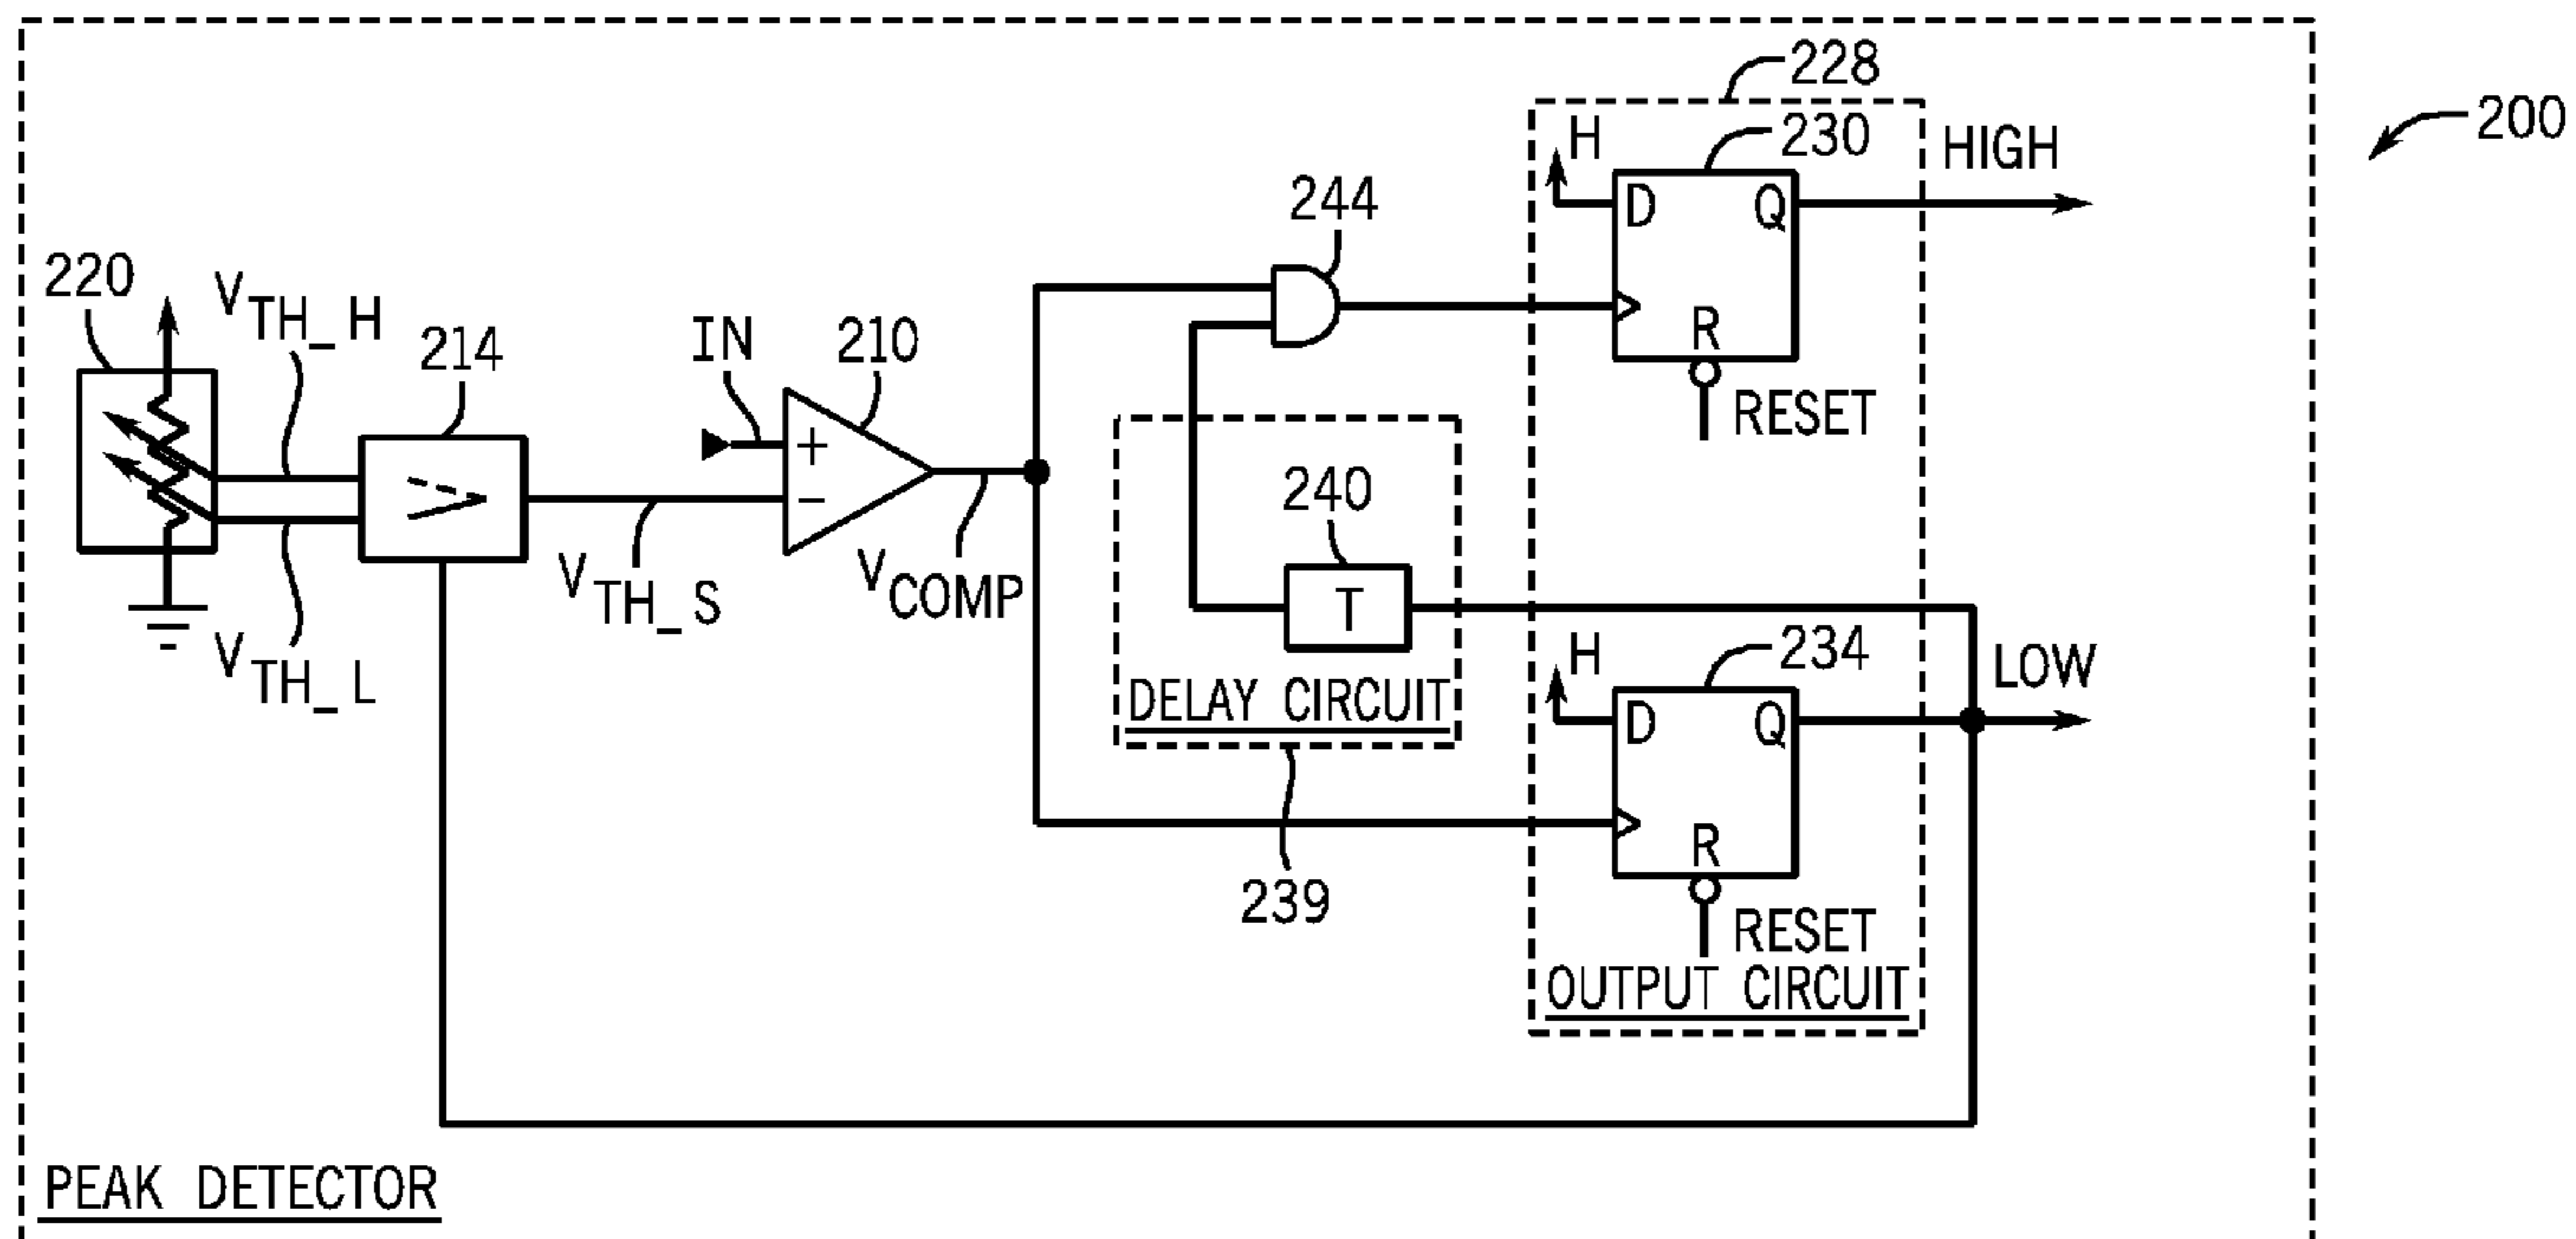 228
200
H
230
HIGH
D
Q
244
220
V TH_H
214
IN
210
R
RESET
+
−
240
T
V TH_S
V COMP
V TH_L
H
234
LOW
DELAY CIRCUIT
D
Q
239
R
RESET
OUTPUT CIRCUIT
PEAK DETECTOR